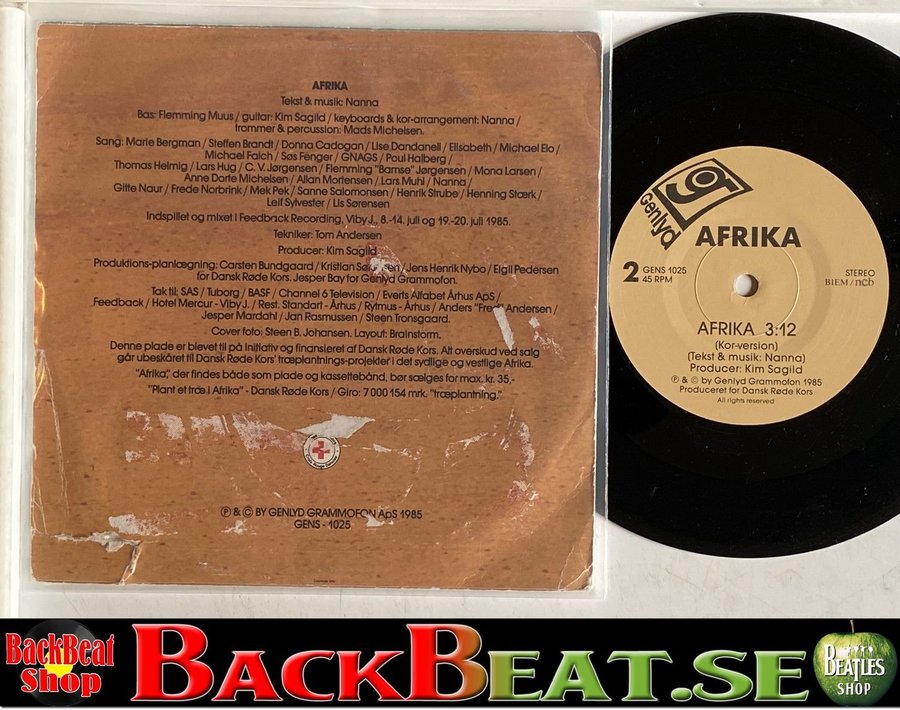 AFRIKA
Tekst & musik: Nanna
Bas: Flemming Muus / guitar: Kim Sagild / keyboards & kor-arrangement: Nanna /
trommer & percussion: Mads Michelsen.
Sang: Marie Bergman / Steffen Brandt / Donna Cadogan / Lise Dandanell / Elisabeth / Michael Elo /
Michael Falch / Søs Fenger / GNAGS / Poul Halberg /
Thomas Helmig / Lars Hug / C. V. Jørgensen / Flemming "Bamse" Jørgensen / Mona Larsen /
Anne Dorte Michelsen / Allan Mortensen / Lars Muhl / Nanna /
Gitte Naur / Frede Norbrink / Mek Pek / Sanne Salomonsen / Henrik Strube / Henning Stærk /
Leif Sylvester / Lis Sørensen
Indspillet og mixet i Feedback Recording, Viby J., 8.-14. juli og 19.-20. juli 1985.
Tekniker: Tom Andersen
Producer: Kim Sagild
Produktions-planlægning: Carsten Bundgaard / Kristian Sørensen / Jens Henrik Nybo / Eigil Pedersen
for Dansk Røde Kors. Jesper Bay for Genlyd Grammofon.
Tak til: SAS / Tuborg / BASF / Channel 6 Television / Everts Alfabet Århus ApS /
Feedback / Hotel Mercur - Viby J. / Rest. Standart - Århus / Rytmus - Århus / Anders Andersen /
Jesper Mardahl / Jan Rasmussen / Steen Tronsgaard.
Cover foto: Steen B. Johansen. Layout: Brainstorm.
Denne plade er blevet til på initiativ og finansieret af Dansk Røde Kors. Alt overskud ved salg
går ubeskåret til Dansk Røde Kors' træplantnings-projekter i det sydlige og vestlige Afrika.
"Afrika," der findes både som plade og kassettebånd, bør sælges for max. kr. 35,-
"Plant et træ i Afrika" - Dansk Røde Kors / Giro: 7 000 154 mrk. "træplantning."
Ⓟ & © BY GENLYD GRAMMOFON ApS 1985
GENS - 1025
Genlyd
AFRIKA
2 GENS 1025
45 RPM
STEREO
BIEM/ncb
AFRIKA 3:12
(Kor-version)
(Tekst & musik: Nanna)
Producer: Kim Sagild
Ⓟ & © by Genlyd Grammofon 1985
Produceret for Dansk Røde Kors
All rights reserved
BackBeat
Shop
BACKBEAT.SE
BEATLES
SHOP